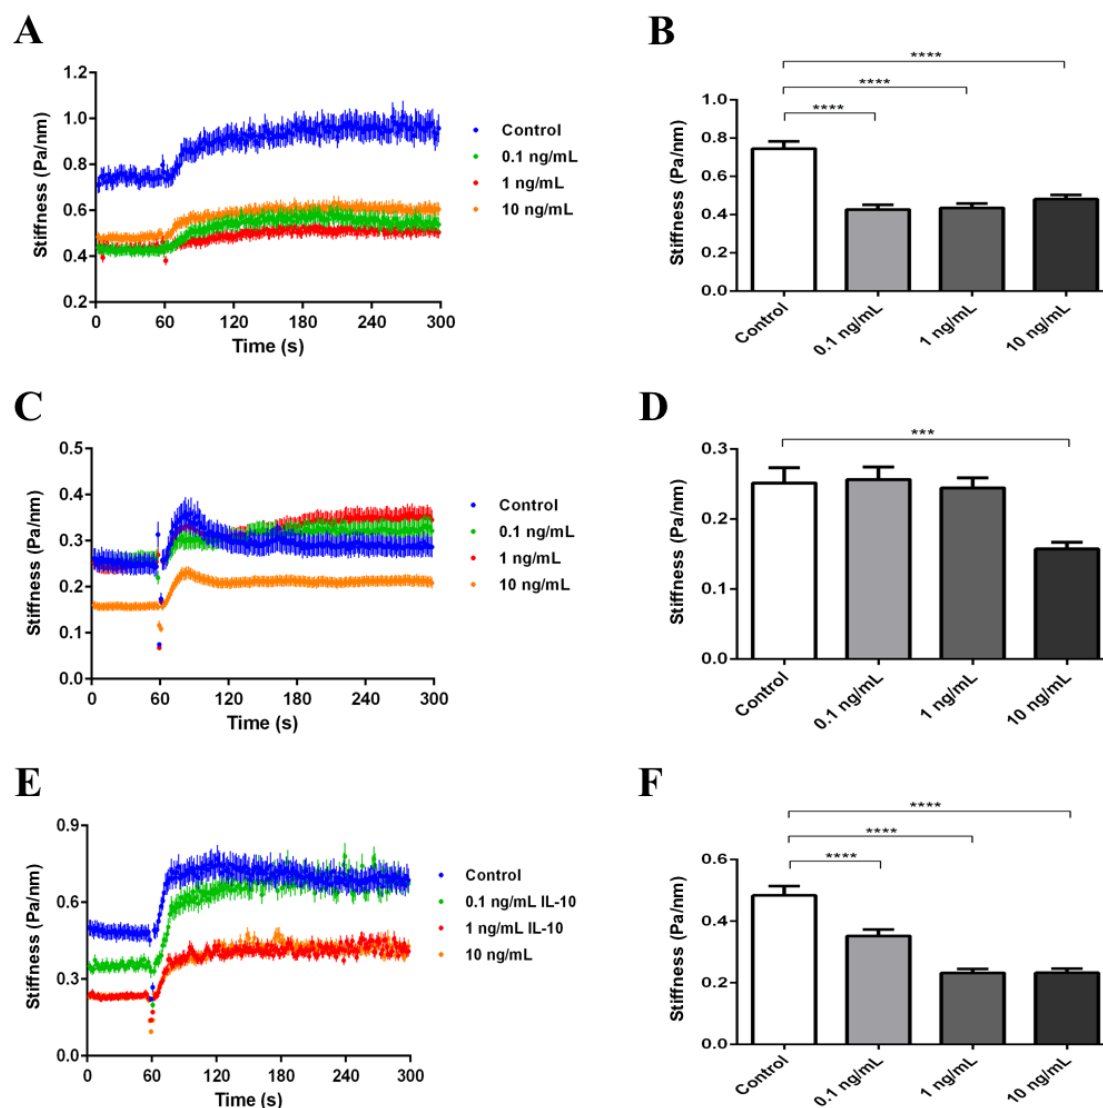 A
Stiffness (Pa/nm)
1.2
1.0
0.8
0.6
0.4
0.2
0
60
120
180
240
300
Time (s)
Control
0.1 ng/mL
1 ng/mL
10 ng/mL
B
Stiffness (Pa/nm)
1.0
0.8
0.6
0.4
0.2
0.0
****
****
****
Control
0.1 ng/mL
1 ng/mL
10 ng/mL
C
Stiffness (Pa/nm)
0.5
0.4
0.3
0.2
0.1
0.0
0
60
120
180
240
300
Time (s)
Control
0.1 ng/mL
1 ng/mL
10 ng/mL
D
Stiffness (Pa/nm)
0.3
0.2
0.1
0.0
***
Control
0.1 ng/mL
1 ng/mL
10 ng/mL
E
Stiffness (Pa/nm)
0.9
0.6
0.3
0.0
0
60
120
180
240
300
Time (s)
Control
0.1 ng/mL IL-10
1 ng/mL IL-10
10 ng/mL
F
Stiffness (Pa/nm)
0.6
0.4
0.2
0.0
****
****
****
Control
0.1 ng/mL
1 ng/mL
10 ng/mL